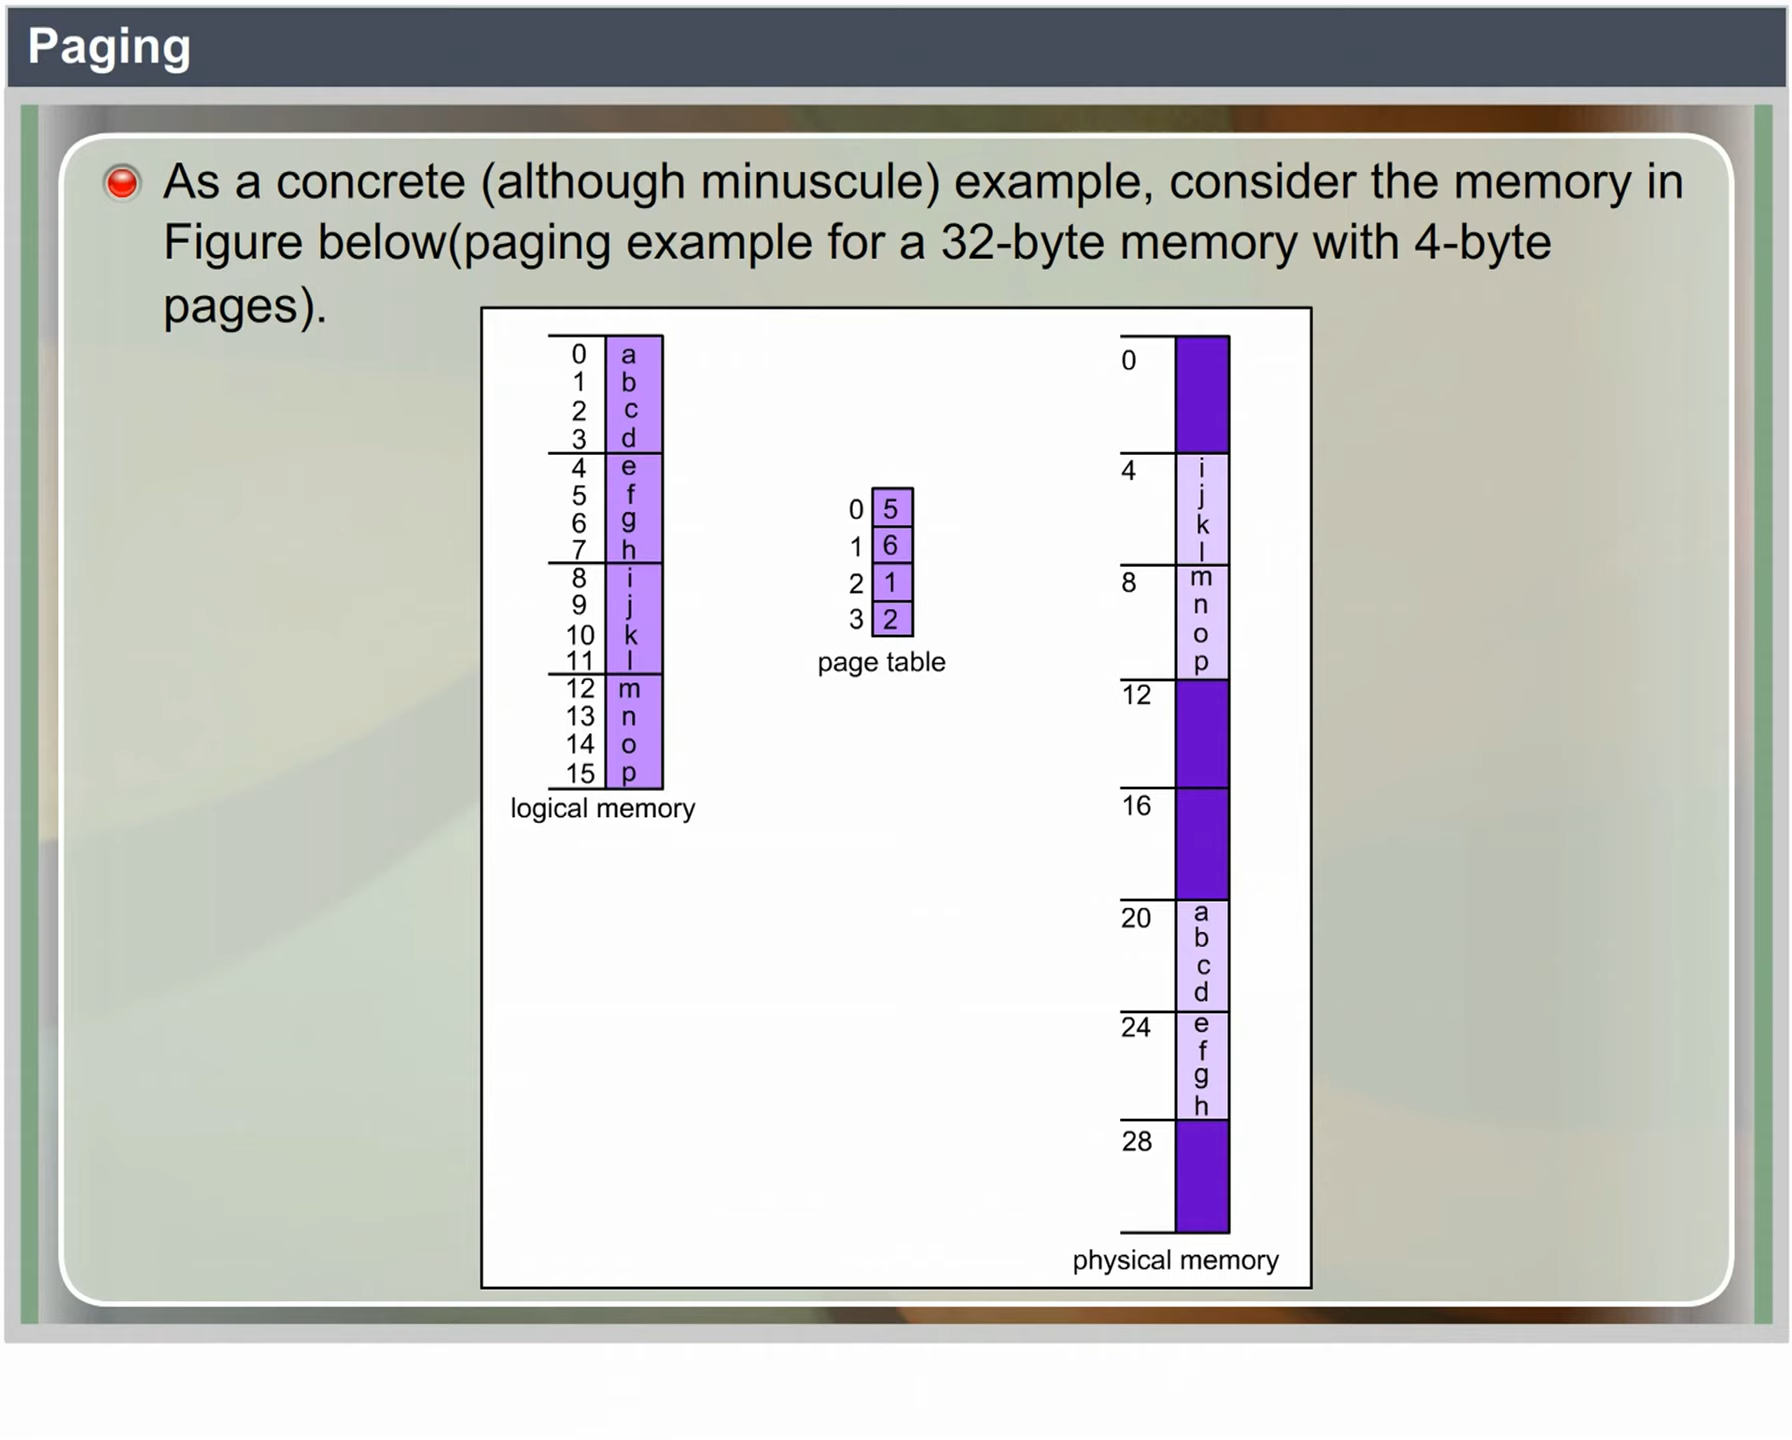 Paging
As a concrete (although minuscule) example, consider the memory in
Figure below(paging example for a 32-byte memory with 4-byte
pages).
0 a
1 b
2 c
3 d
4 e
5 f
6 g
7 h
8 i
9 j
10 k
11 l
12 m
13 n
14 o
15 p
logical memory
0 5
1 6
2 1
3 2
page table
0
4 i
j
k
l
8 m
n
o
p
12
16
20 a
b
c
d
24 e
f
g
h
28
physical memory